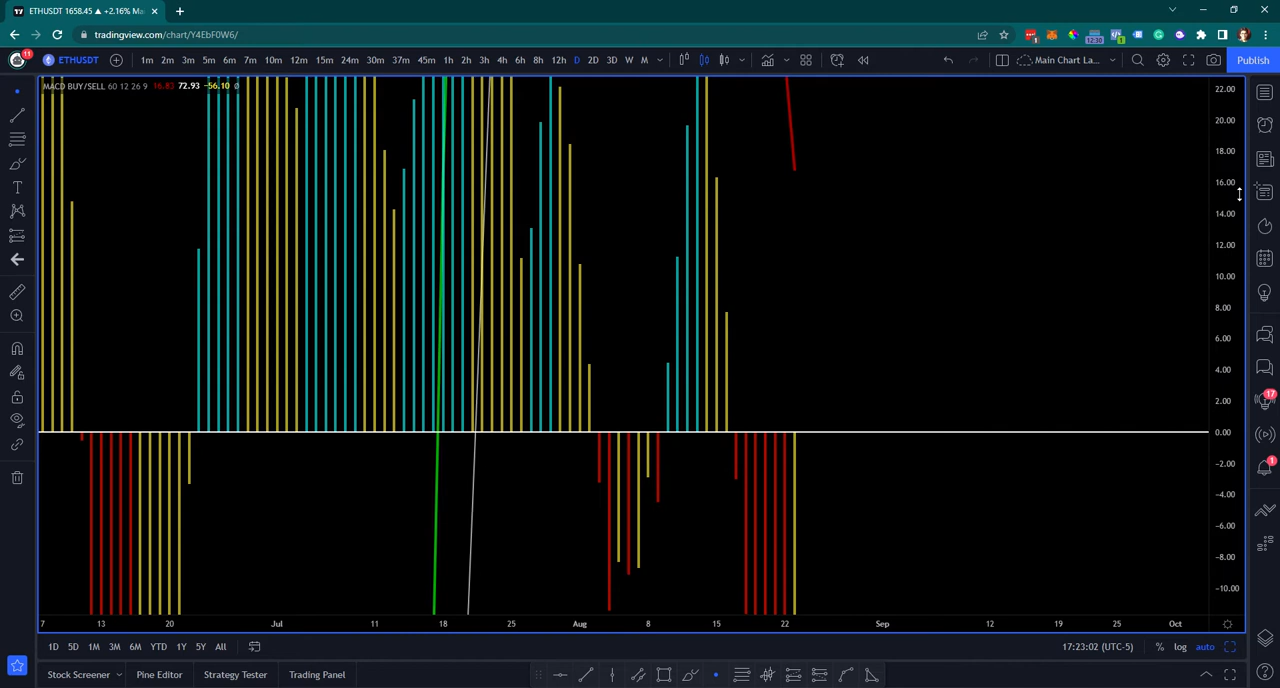 ETHUSDT 1658.45 ▲ +2.16% Ma
tradingview.com/chart/Y4EbF0W6/
12:30
11 ETHUSDT 1m 2m 3m 5m 6m 7m 10m 12m 15m 24m 30m 37m 45m 1h 2h 3h 4h 6h 8h 12h D 2D 3D W M Main Chart La... Publish
MACD BUY/SELL 60 12 26 9 16.83 72.93 −56.10 ∅
22.00
20.00
18.00
16.00
14.00
12.00
10.00
8.00
6.00
4.00
2.00
0.00
−2.00
−4.00
−6.00
−8.00
−10.00
17
1
7 13 20 Jul 11 18 25 Aug 8 15 22 Sep 12 19 25 Oct
1D 5D 1M 3M 6M YTD 1Y 5Y All 17:23:02 (UTC-5) % log auto
Stock Screener Pine Editor Strategy Tester Trading Panel